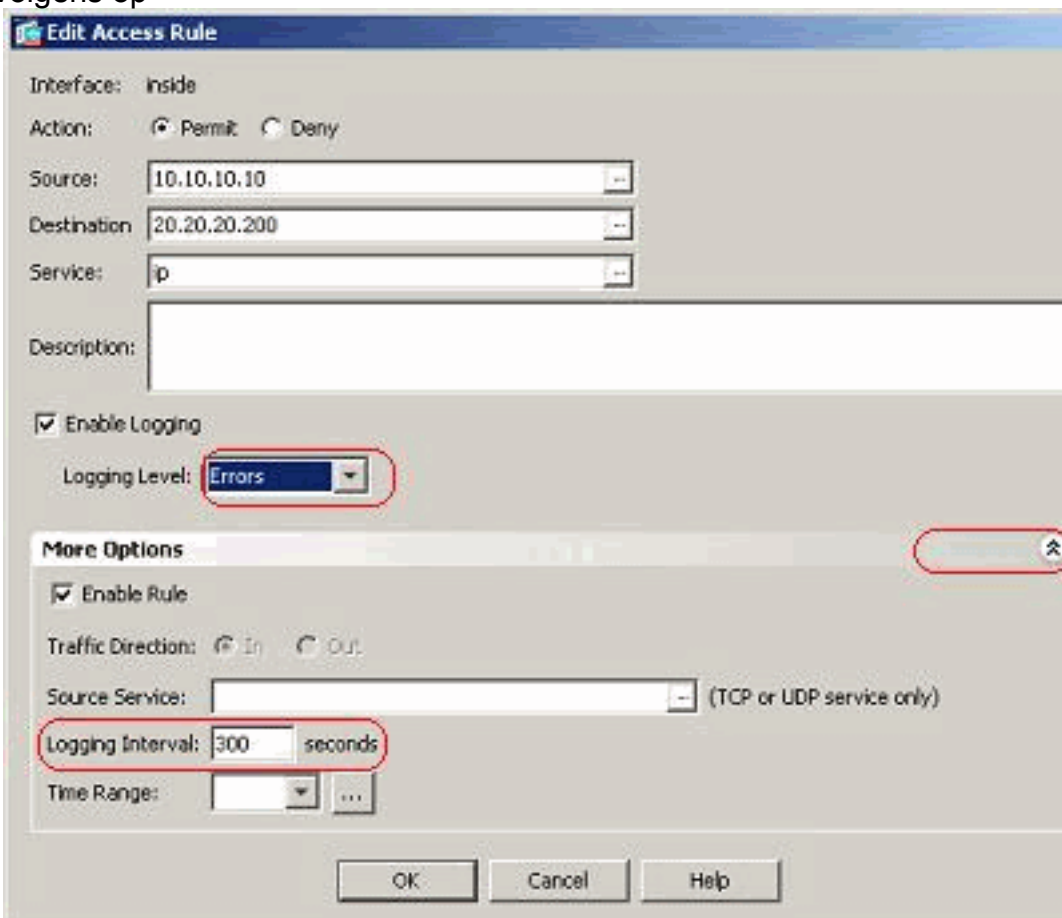 volgens op
Edit Access Rule
Interface: inside
Action: Permit Deny
Source: 10.10.10.10
Destination 20.20.20.200
Service: ip
Description:
Enable Logging
Logging Level: Errors
More Options
Enable Rule
Traffic Direction: In Out
Source Service: (TCP or UDP service only)
Logging Interval: 300 seconds
Time Range:
OK Cancel Help